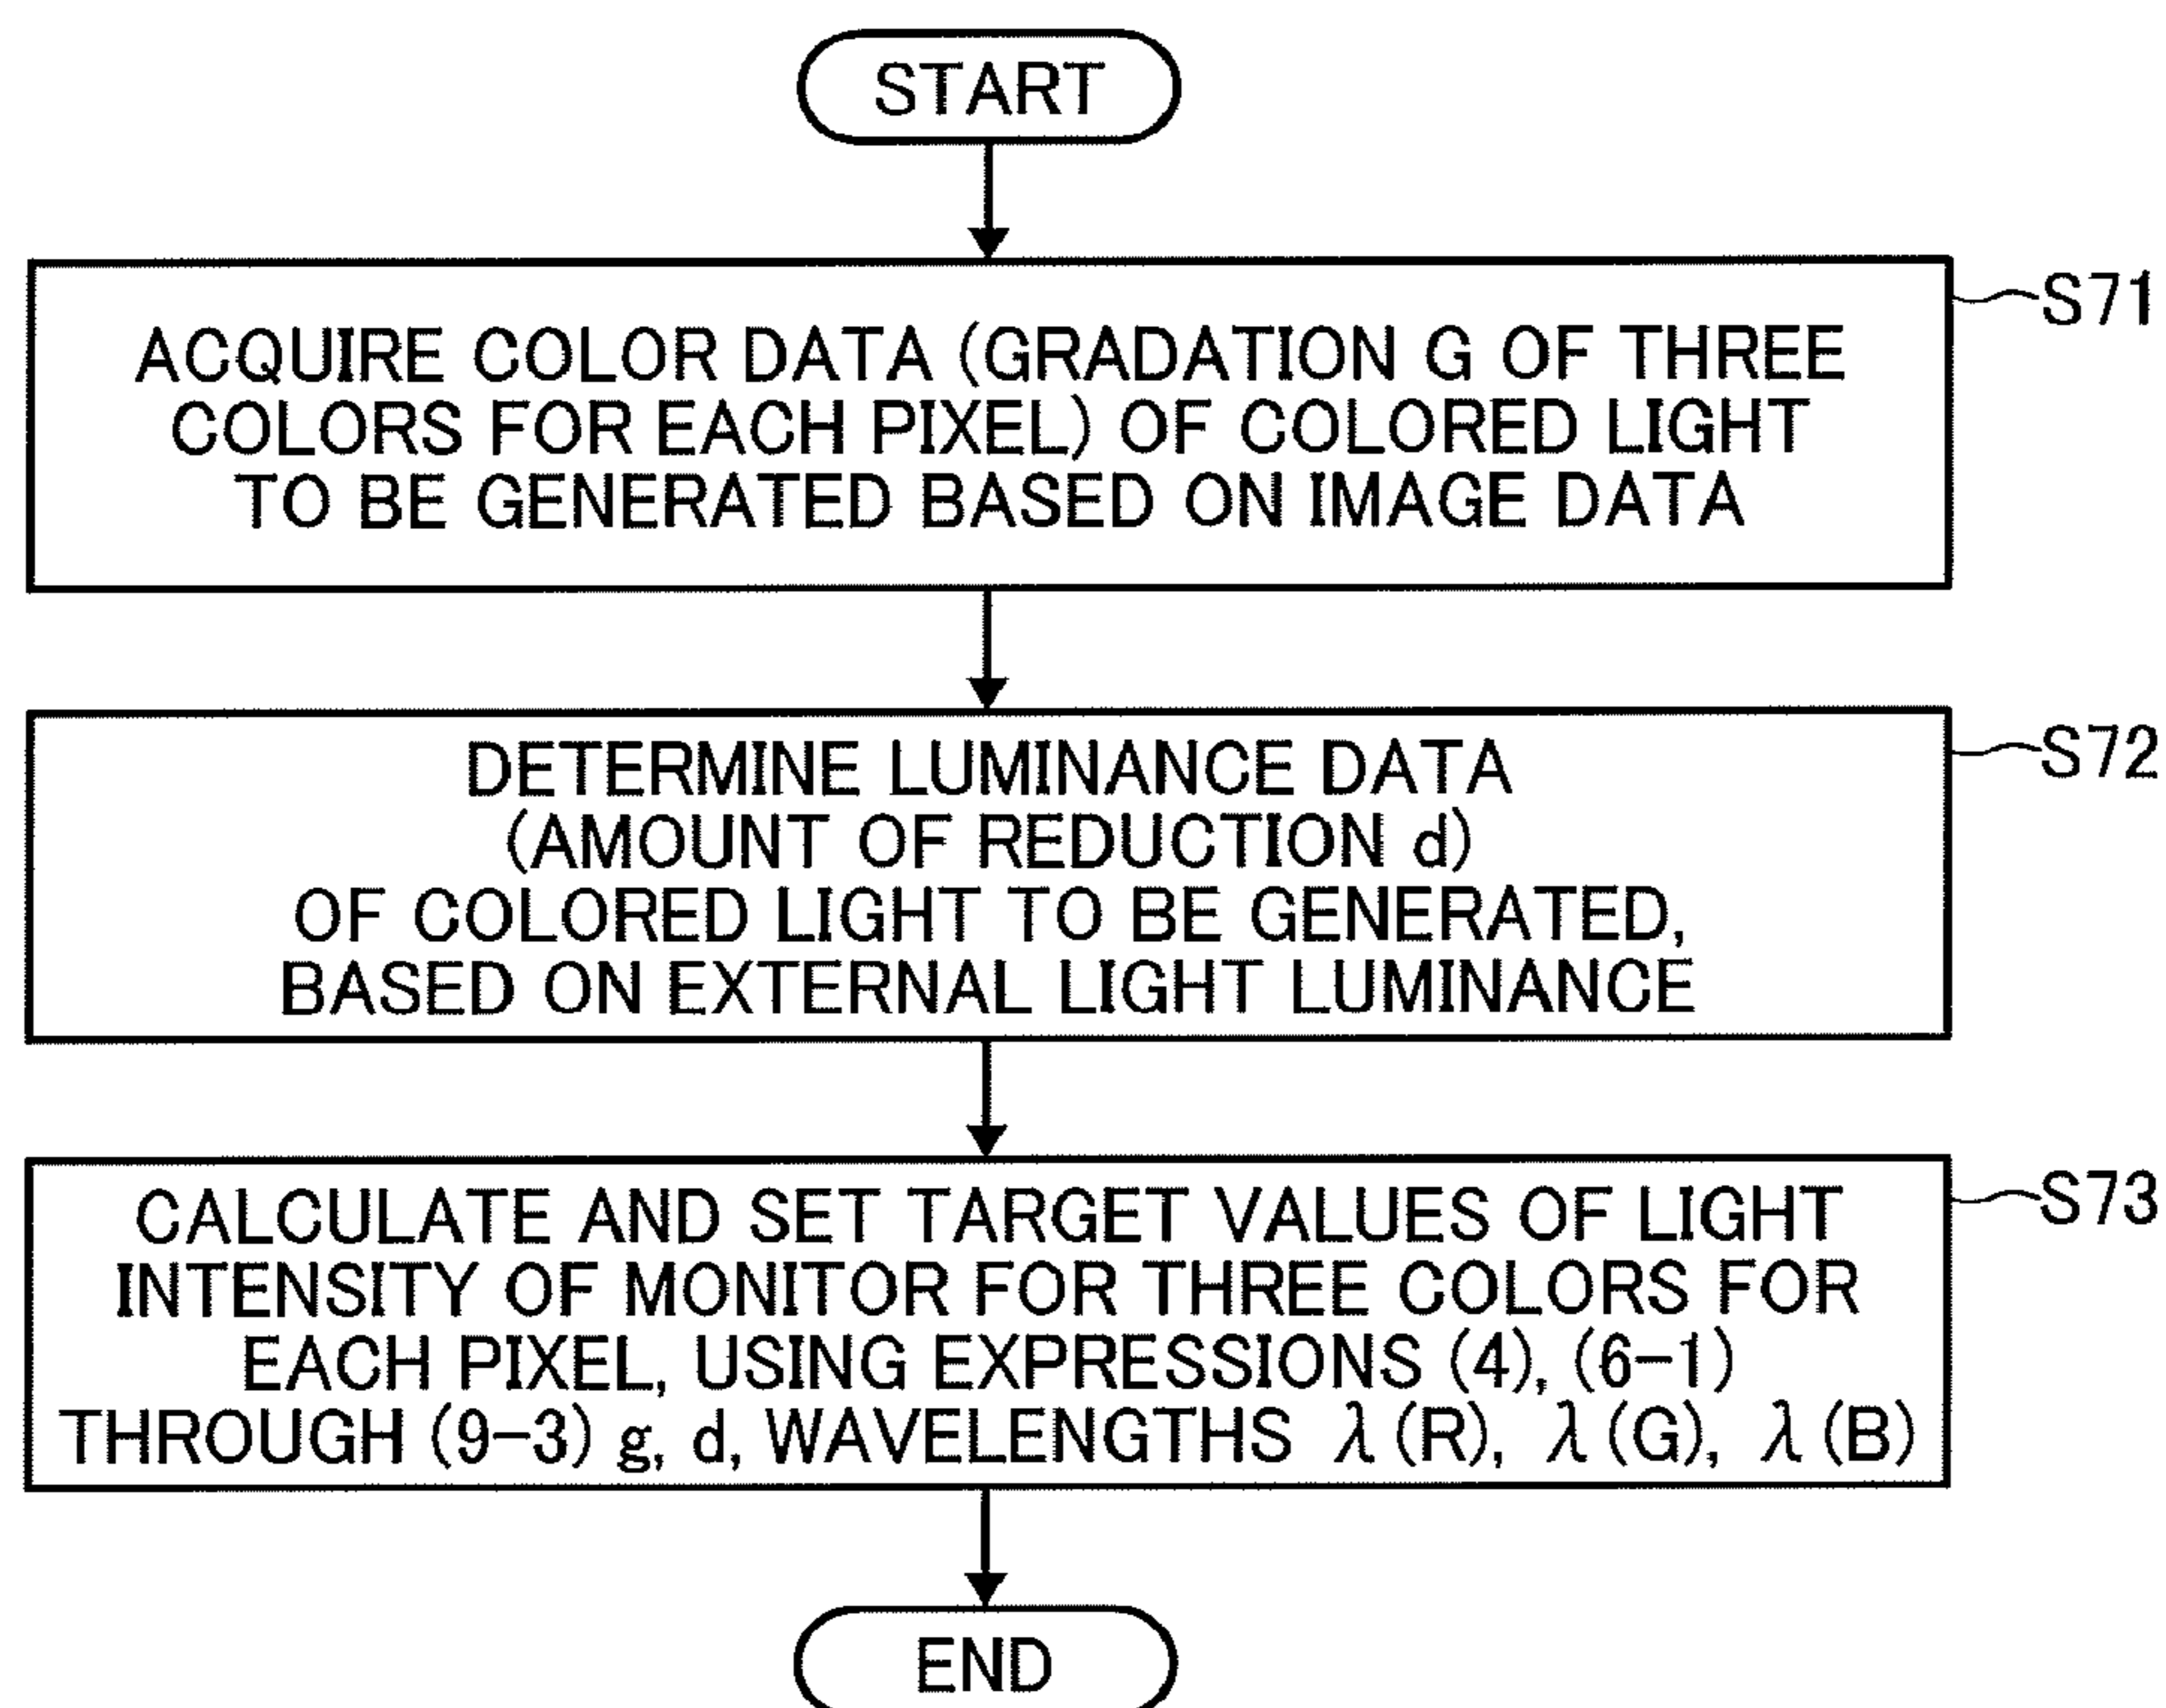 START
ACQUIRE COLOR DATA (GRADATION G OF THREE
COLORS FOR EACH PIXEL) OF COLORED LIGHT
TO BE GENERATED BASED ON IMAGE DATA
S71
DETERMINE LUMINANCE DATA
(AMOUNT OF REDUCTION d)
OF COLORED LIGHT TO BE GENERATED,
BASED ON EXTERNAL LIGHT LUMINANCE
S72
CALCULATE AND SET TARGET VALUES OF LIGHT
INTENSITY OF MONITOR FOR THREE COLORS FOR
EACH PIXEL, USING EXPRESSIONS (4), (6-1)
THROUGH (9-3) g, d, WAVELENGTHS λ(R), λ(G), λ(B)
S73
END